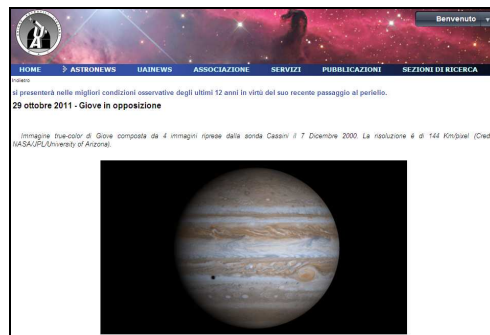 Benvenuto
HOME ASTRONEWS UAINEWS ASSOCIAZIONE SERVIZI PUBBLICAZIONI SEZIONI DI RICERCA
Indietro
si presenterà nelle migliori condizioni osservative degli ultimi 12 anni in virtù del suo recente passaggio al perielio.
29 ottobre 2011 - Giove in opposizione
Immagine true-color di Giove composta da 4 immagini riprese dalla sonda Cassini il 7 Dicembre 2000. La risoluzione è di 144 Km/pixel (Cred
NASA/JPL/University of Arizona).